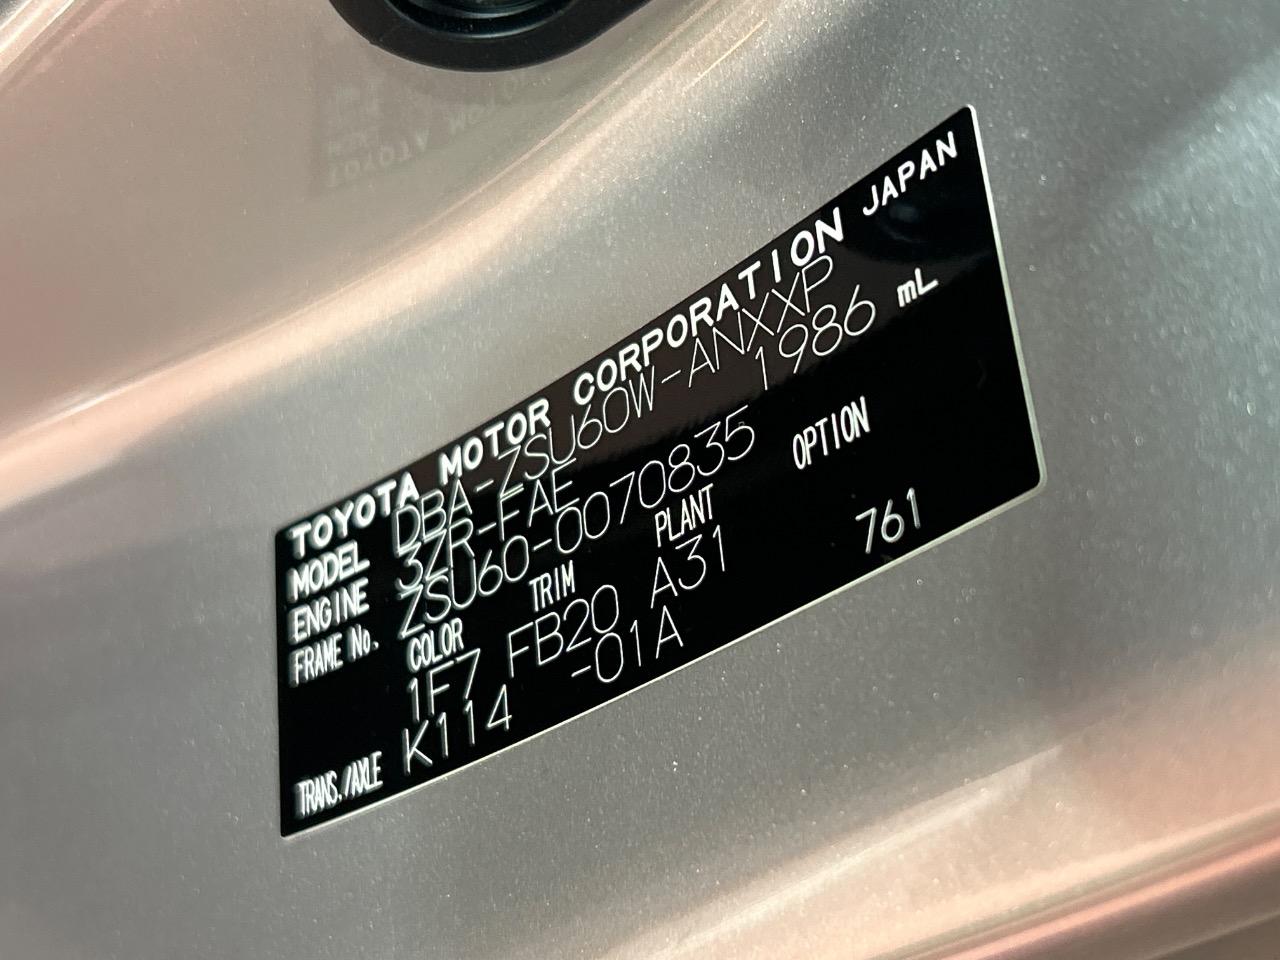 TOYOTA MOTOR CORPORATION JAPAN
MODEL DBA-ZSU60W-ANXXP
ENGINE 3ZR-FAE 1986 mL
FRAME No. ZSU60-0070835
COLOR TRIM PLANT OPTION
1F7 FB20 A31 761
TRANS./AXLE K114 -01A